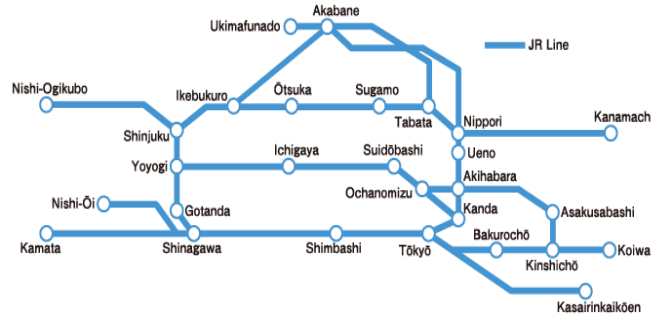 Akabane
Ukimafunado
JR Line
Nishi-Ogikubo
Ikebukuro
Ōtsuka
Sugamo
Tabata
Nippori
Kanamach
Shinjuku
Ueno
Yoyogi
Ichigaya
Suidōbashi
Akihabara
Ochanomizu
Nishi-Ōi
Gotanda
Kanda
Asakusabashi
Kamata
Shinagawa
Shimbashi
Tōkyō
Bakurochō
Kinshichō
Koiwa
Kasairinkaikōen